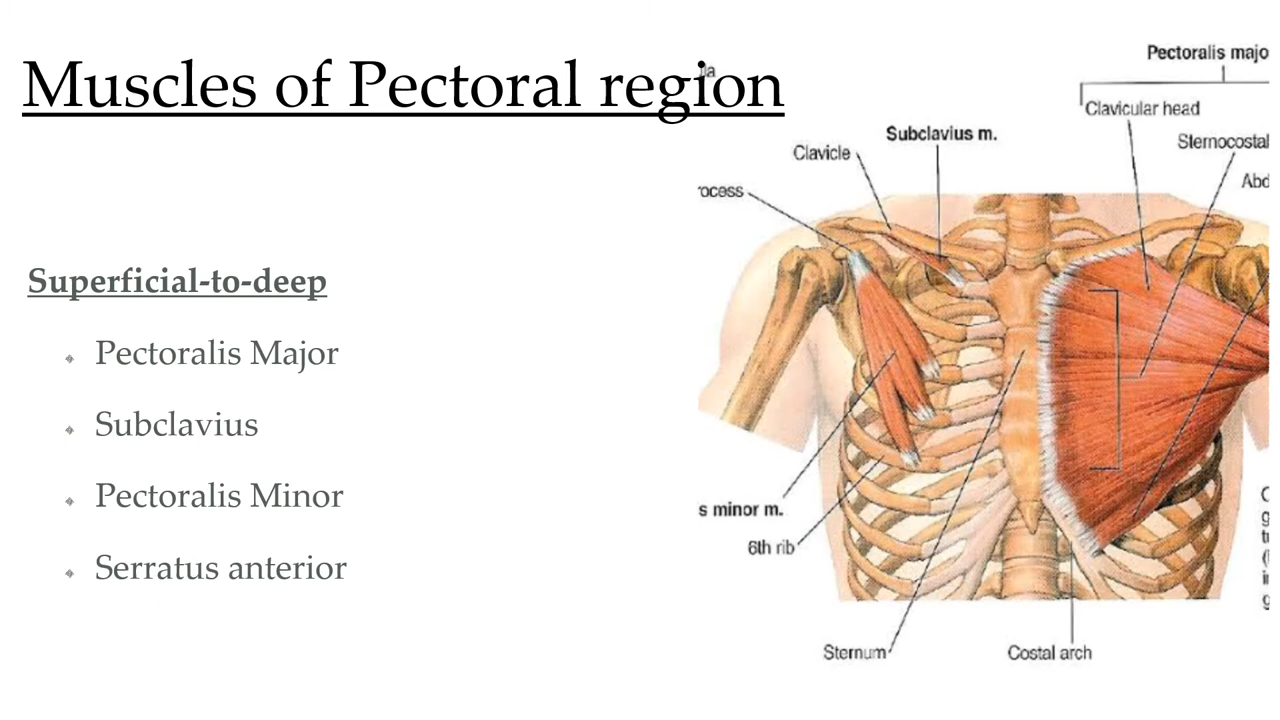 Muscles of Pectoral region
Superficial-to-deep
Pectoralis Major
Subclavius
Pectoralis Minor
Serratus anterior
Pectoralis majo
Clavicular head
Sternocostal
Abd
Subclavius m.
Clavicle
rocess
s minor m.
6th rib
Sternum
Costal arch